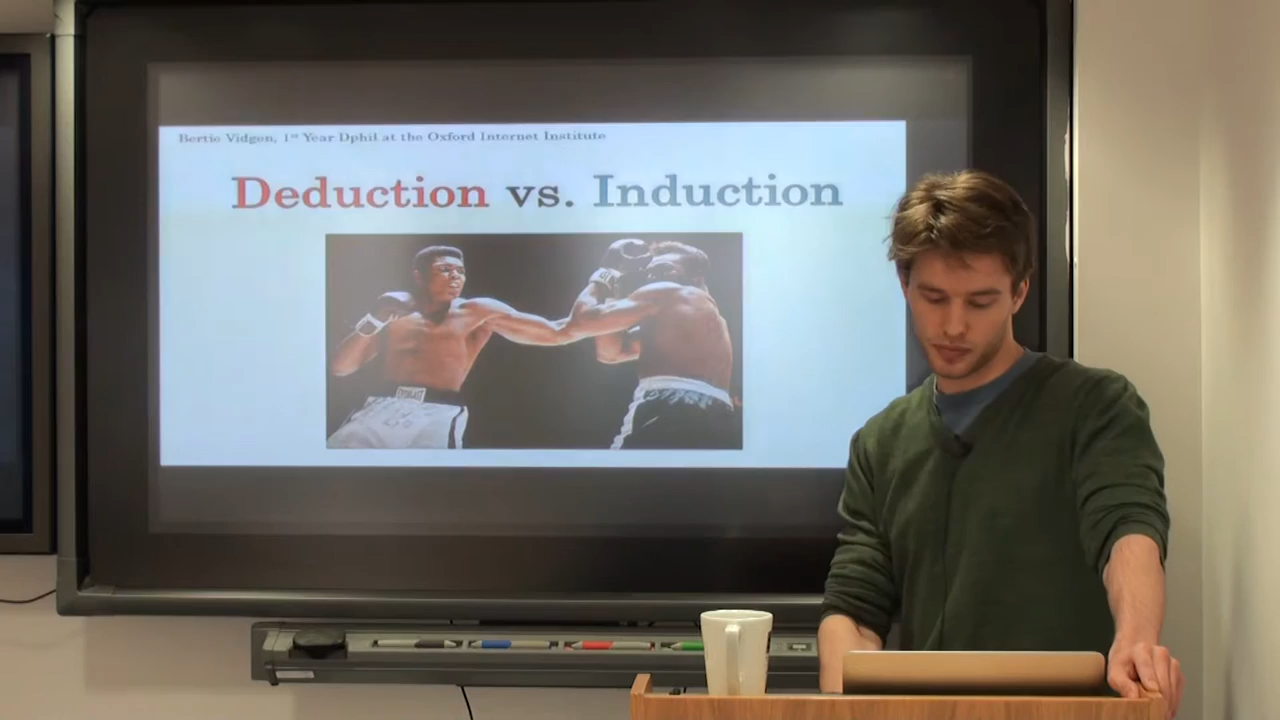 Bertie Vidgen, 1st Year Dphil at the Oxford Internet Institute
Deduction vs. Induction